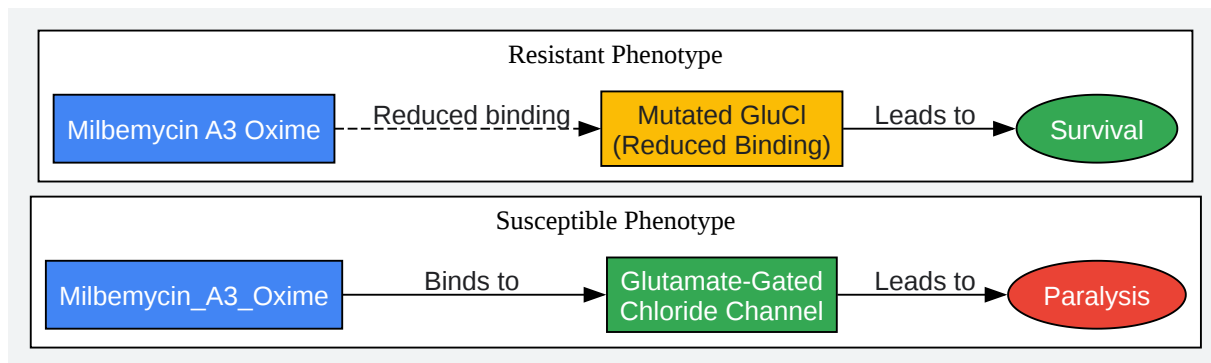 Resistant Phenotype
Milbemycin A3 Oxime
Reduced binding
Mutated GluCl
(Reduced Binding)
Leads to
Survival
Susceptible Phenotype
Milbemycin_A3_Oxime
Binds to
Glutamate-Gated
Chloride Channel
Leads to
Paralysis